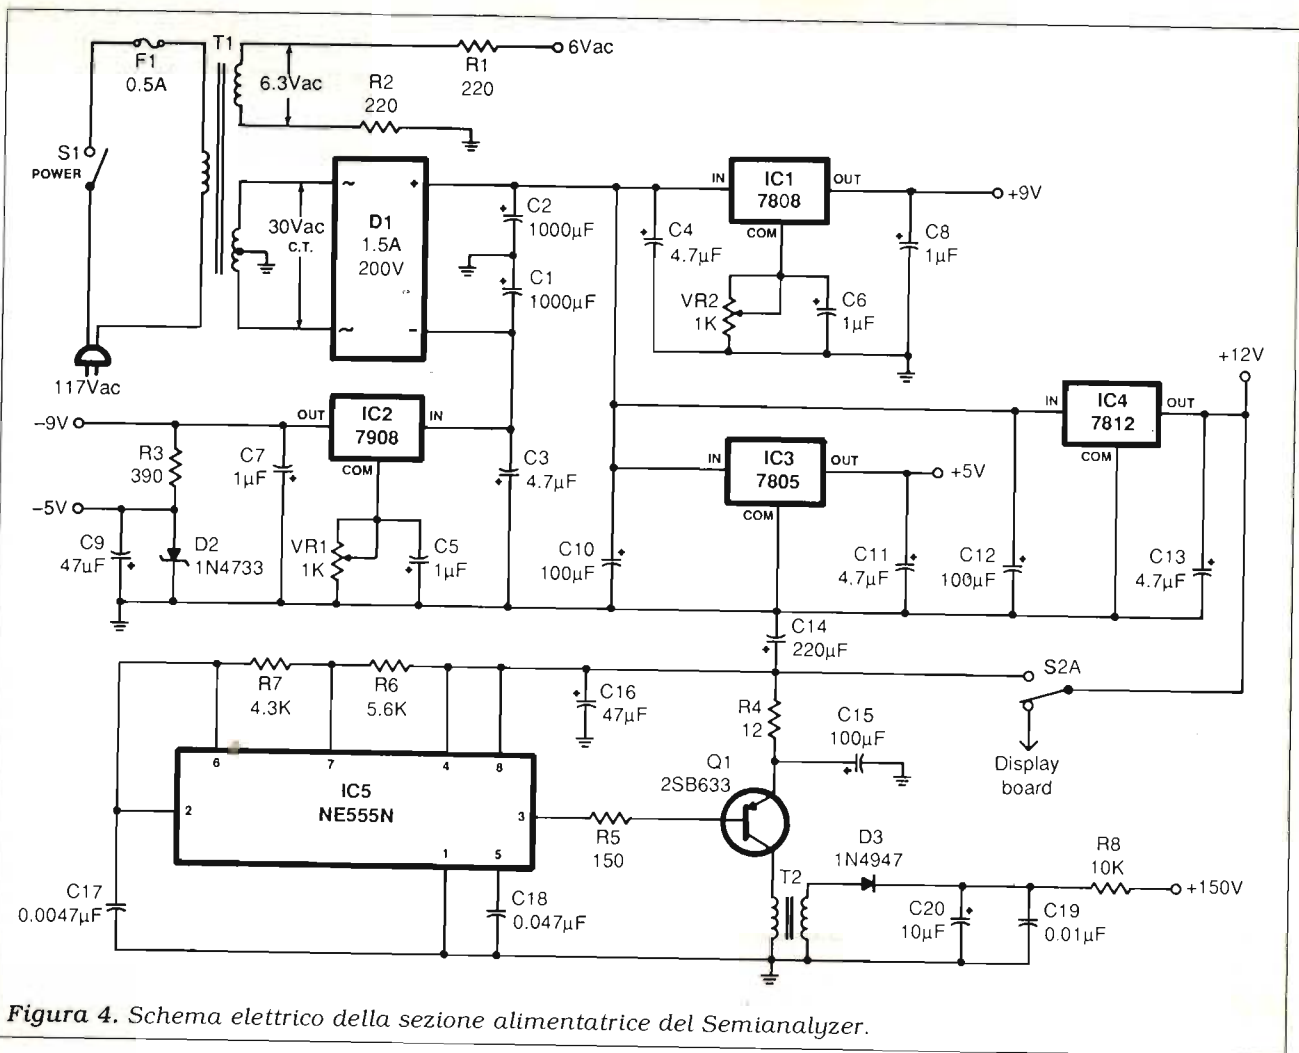 T1
F1
0.5A
6.3Vac
R1
220
6Vac
R2
220
S1
POWER
117Vac
30Vac
C.T.
~
~
+
−
D1
1.5A
200V
C2
1000µF
C1
1000µF
IN
IC1
7808
OUT
COM
+9V
C4
4.7µF
VR2
1K
C6
1µF
C8
1µF
+12V
−9V
OUT
IC2
7908
IN
COM
R3
390
C7
1µF
C3
4.7µF
−5V
C9
47µF
D2
1N4733
VR1
1K
C5
1µF
IN
IC3
7805
OUT
COM
+5V
IN
IC4
7812
OUT
COM
C10
100µF
C11
4.7µF
C12
100µF
C13
4.7µF
C14
220µF
S2A
Display
board
R7
4.3K
R6
5.6K
C16
47µF
R4
12
C15
100µF
Q1
2SB633
6
7
4
8
2
IC5
NE555N
3
1
5
R5
150
C17
0.0047µF
C18
0.047µF
T2
D3
1N4947
R8
10K
+150V
C20
10µF
C19
0.01µF
Figura 4. Schema elettrico della sezione alimentatrice del Semianalyzer.